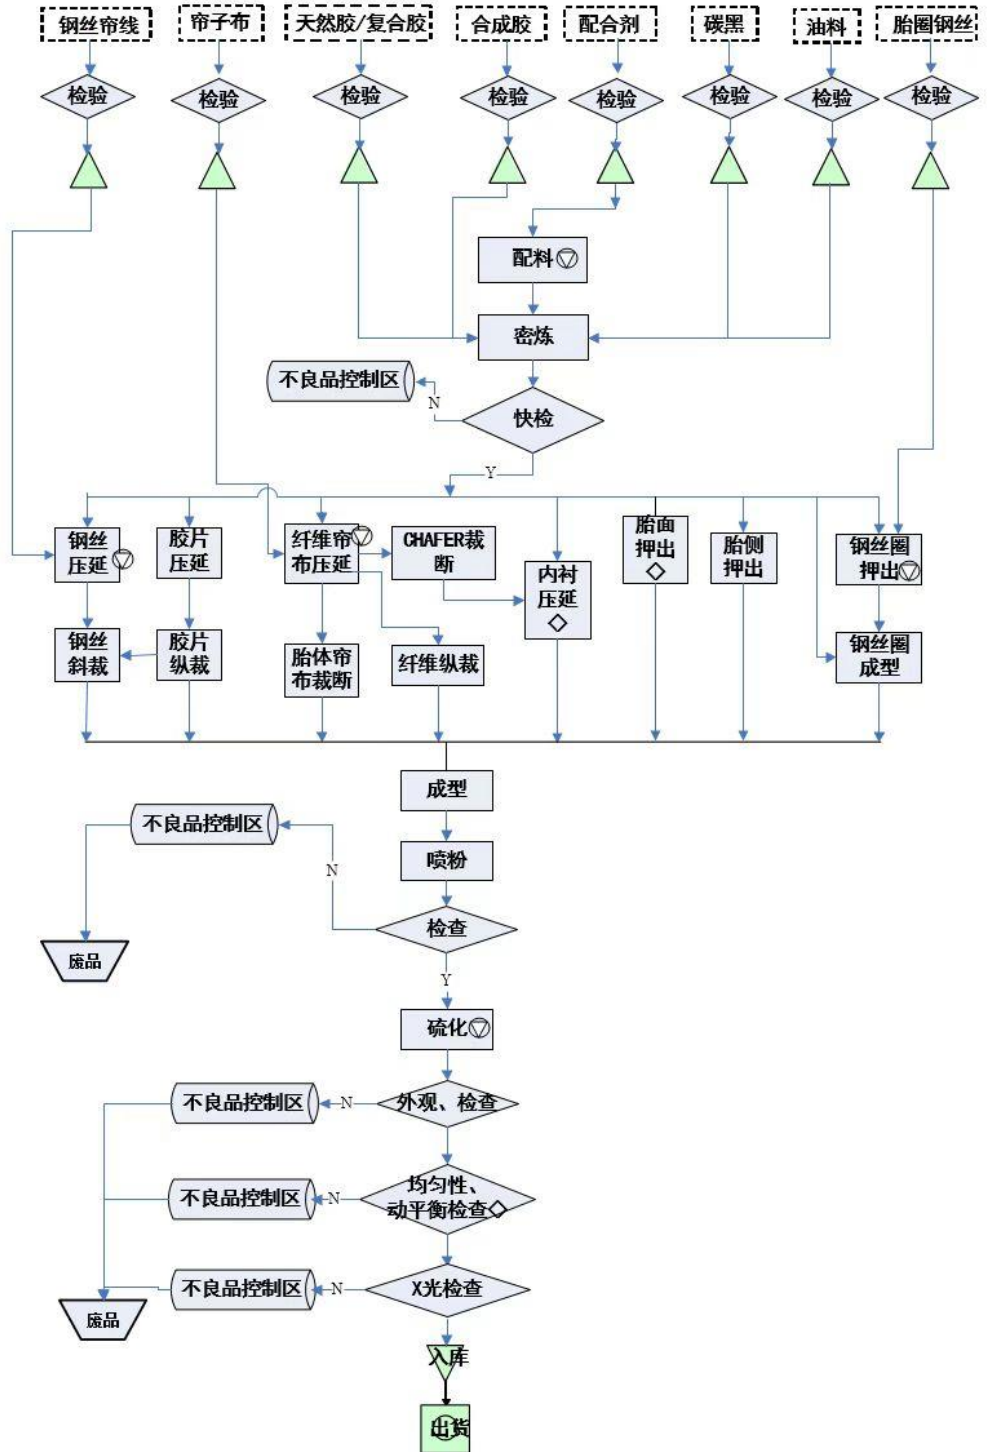 钢丝帘线
帘子布
天然胶/复合胶
合成胶
配合剂
碳黑
油料
胎圈钢丝
检验
检验
检验
检验
检验
检验
检验
检验
配料
密炼
不良品控制区
N
快检
Y
钢丝
压延
胶片
压延
纤维帘
布压延
CHAFER裁
断
内衬
压延
胎面
押出
胎侧
押出
钢丝圈
押出
钢丝
斜裁
胶片
纵裁
胎体帘
布裁断
纤维纵裁
钢丝圈
成型
成型
不良品控制区
喷粉
N
检查
废品
Y
硫化
不良品控制区
N
外观、检查
不良品控制区
N
均匀性、
动平衡检查
不良品控制区
N
X光检查
废品
入库
出货